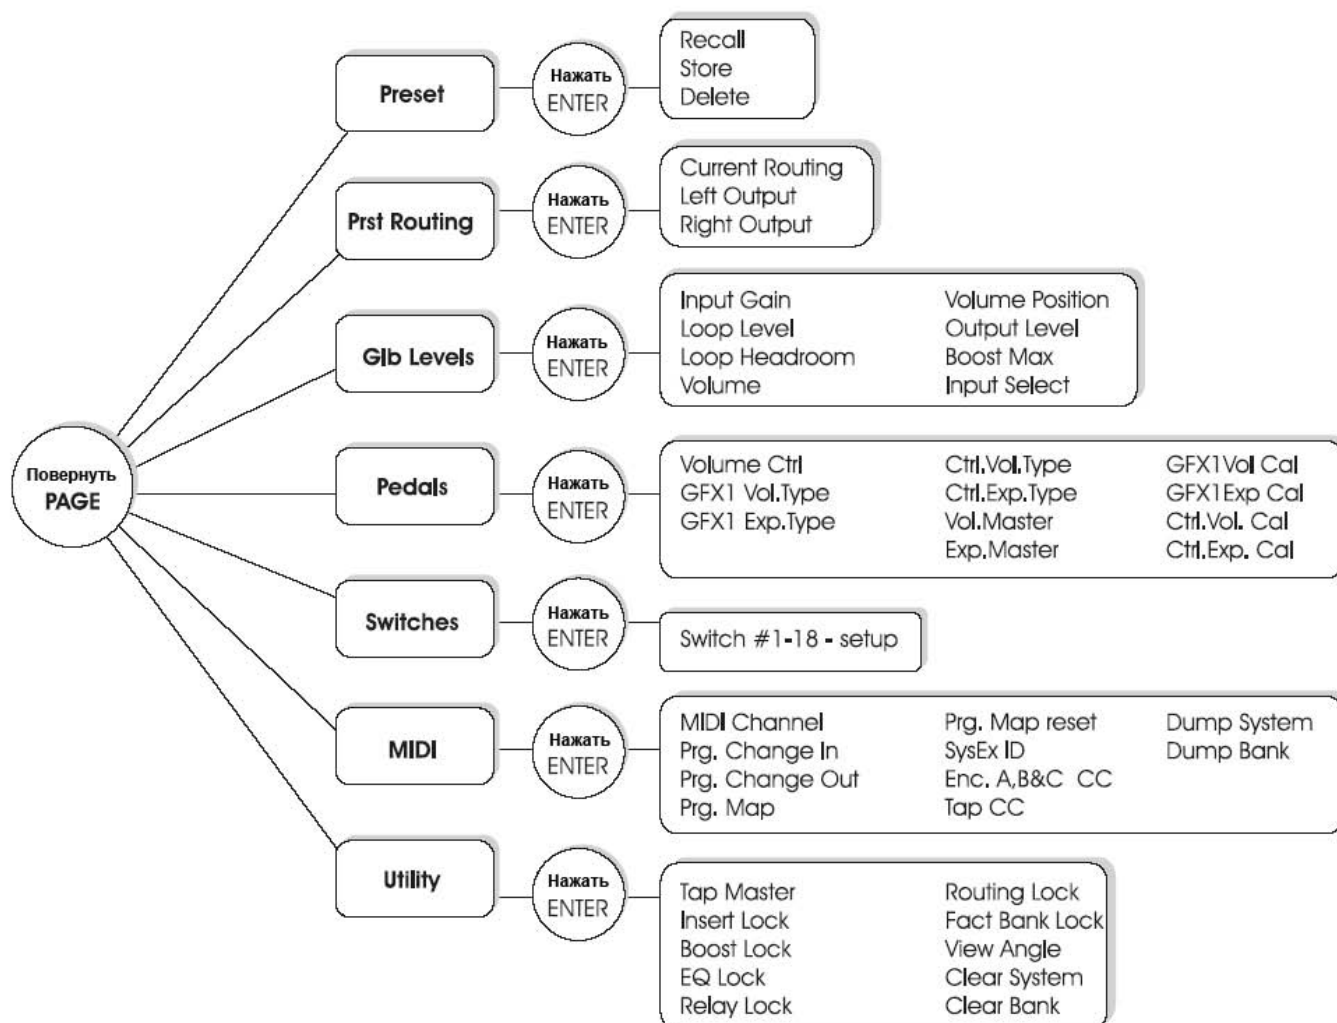 Повернуть
PAGE
Preset
Нажать
ENTER
Recall
Store
Delete
Prst Routing
Нажать
ENTER
Current Routing
Left Output
Right Output
Glb Levels
Нажать
ENTER
Input Gain
Loop Level
Loop Headroom
Volume
Volume Position
Output Level
Boost Max
Input Select
Pedals
Нажать
ENTER
Volume Ctrl
GFX1 Vol.Type
GFX1 Exp.Type
Ctrl.Vol.Type
Ctrl.Exp.Type
Vol.Master
Exp.Master
GFX1Vol Cal
GFX1Exp Cal
Ctrl.Vol. Cal
Ctrl.Exp. Cal
Switches
Нажать
ENTER
Switch #1-18 - setup
MIDI
Нажать
ENTER
MIDI Channel
Prg. Change In
Prg. Change Out
Prg. Map
Prg. Map reset
SysEx ID
Enc. A,B&C CC
Tap CC
Dump System
Dump Bank
Utility
Нажать
ENTER
Tap Master
Insert Lock
Boost Lock
EQ Lock
Relay Lock
Routing Lock
Fact Bank Lock
View Angle
Clear System
Clear Bank